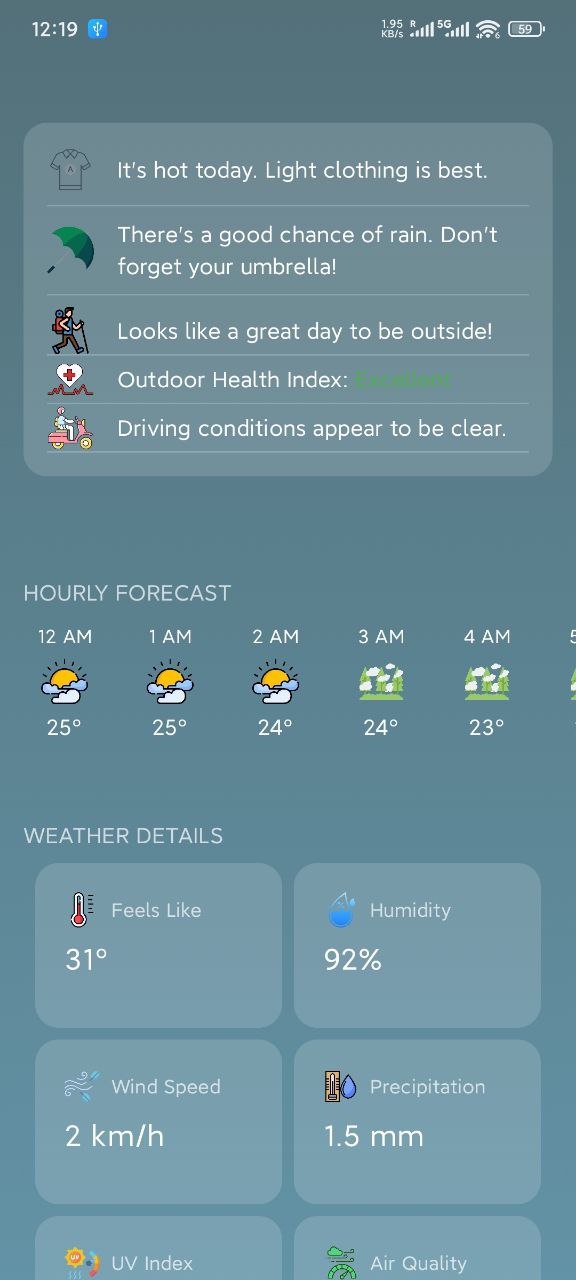 12:19
1.95 KB/s R 5G 6 59
A
It's hot today. Light clothing is best.
There's a good chance of rain. Don't
forget your umbrella!
Looks like a great day to be outside!
Outdoor Health Index: Excellent
Driving conditions appear to be clear.
HOURLY FORECAST
12 AM 1 AM 2 AM 3 AM 4 AM 5
25° 25° 24° 24° 23°
WEATHER DETAILS
Feels Like Humidity
31° 92%
Wind Speed Precipitation
2 km/h 1.5 mm
UV UV Index Air Quality